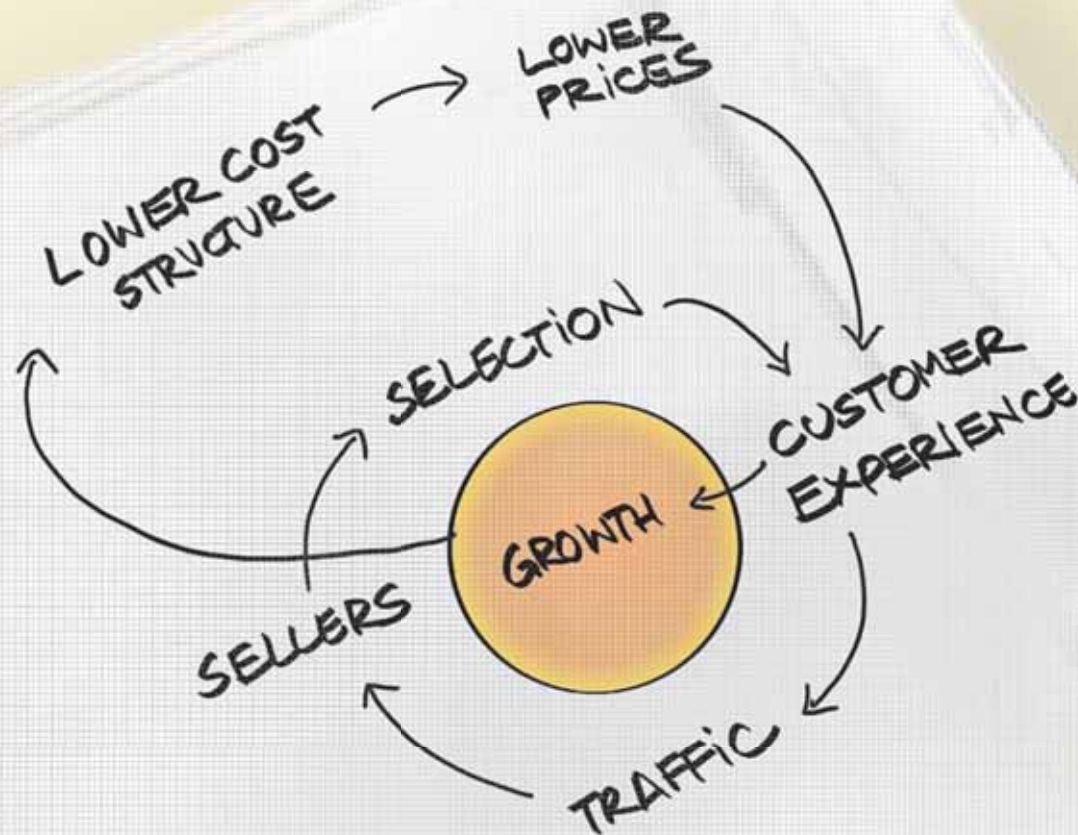 LOWER
PRiCES
LOWER COST
STRUCTURE
SELECTiON
CUSTOMER
EXPERIENCE
GROWTH
SELLERS
TRAFFiC